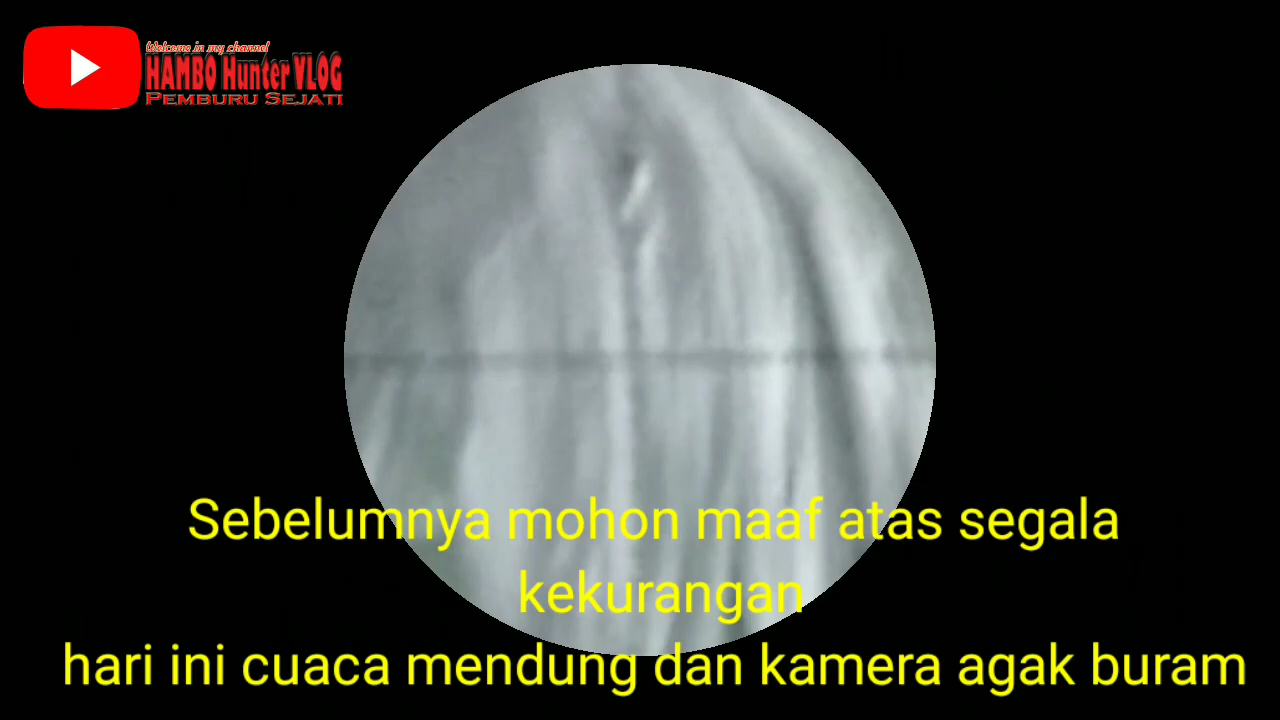 Welcome in my channel
HAMBO Hunter VLOG
PEMBURU SEJATI
Sebelumnya mohon maaf atas segala
kekurangan
hari ini cuaca mendung dan kamera agak buram